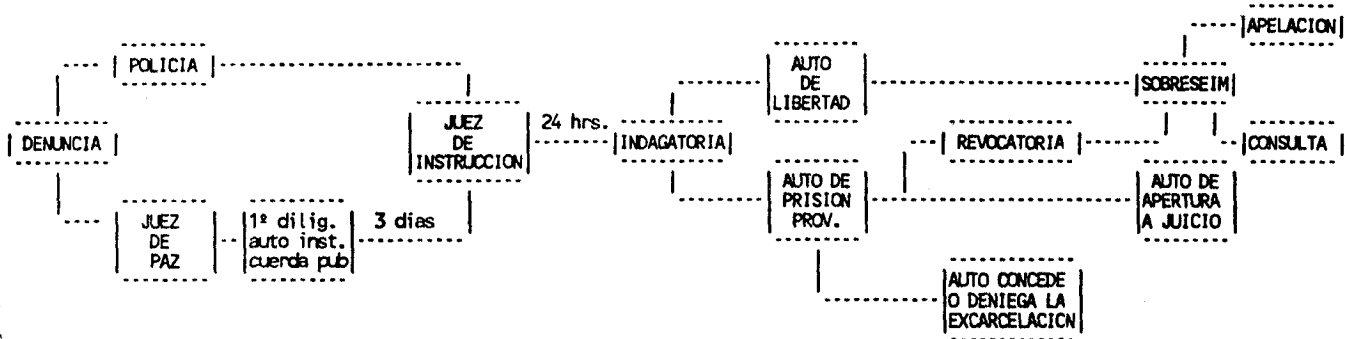 APELACION
POLICIA
AUTO
DE
LIBERTAD
SOBRESEIM
DENUNCIA
JUEZ
DE
INSTRUCCION
24 hrs.
INDAGATORIA
REVOCATORIA
CONSULTA
JUEZ
DE
PAZ
1º dilig.
auto inst.
cuerda pub
3 dias
AUTO DE
PRISION
PROV.
AUTO DE
APERTURA
A JUICIO
AUTO CONCEDE
O DENIEGA LA
EXCARCELACION